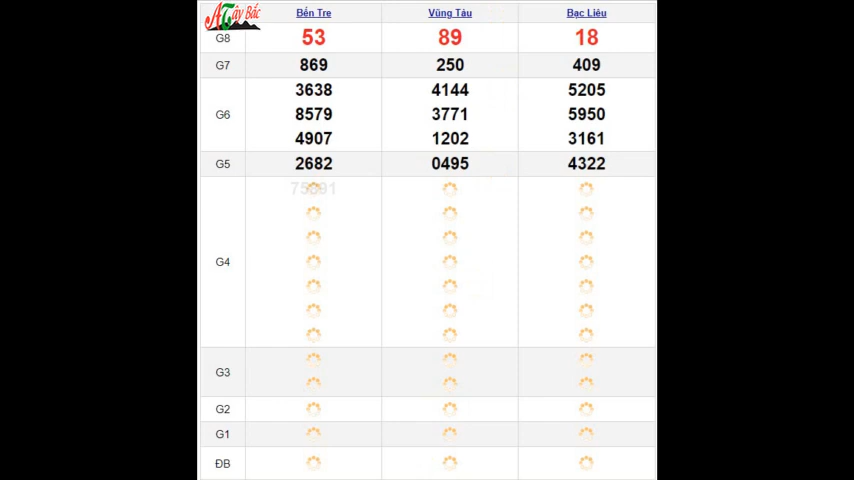 A Tây Bắc
Bến Tre Vũng Tàu Bạc Liêu
G8 53 89 18
G7 869 250 409
3638 4144 5205
G6 8579 3771 5950
4907 1202 3161
G5 2682 0495 4322
G4
G3
G2
G1
ĐB